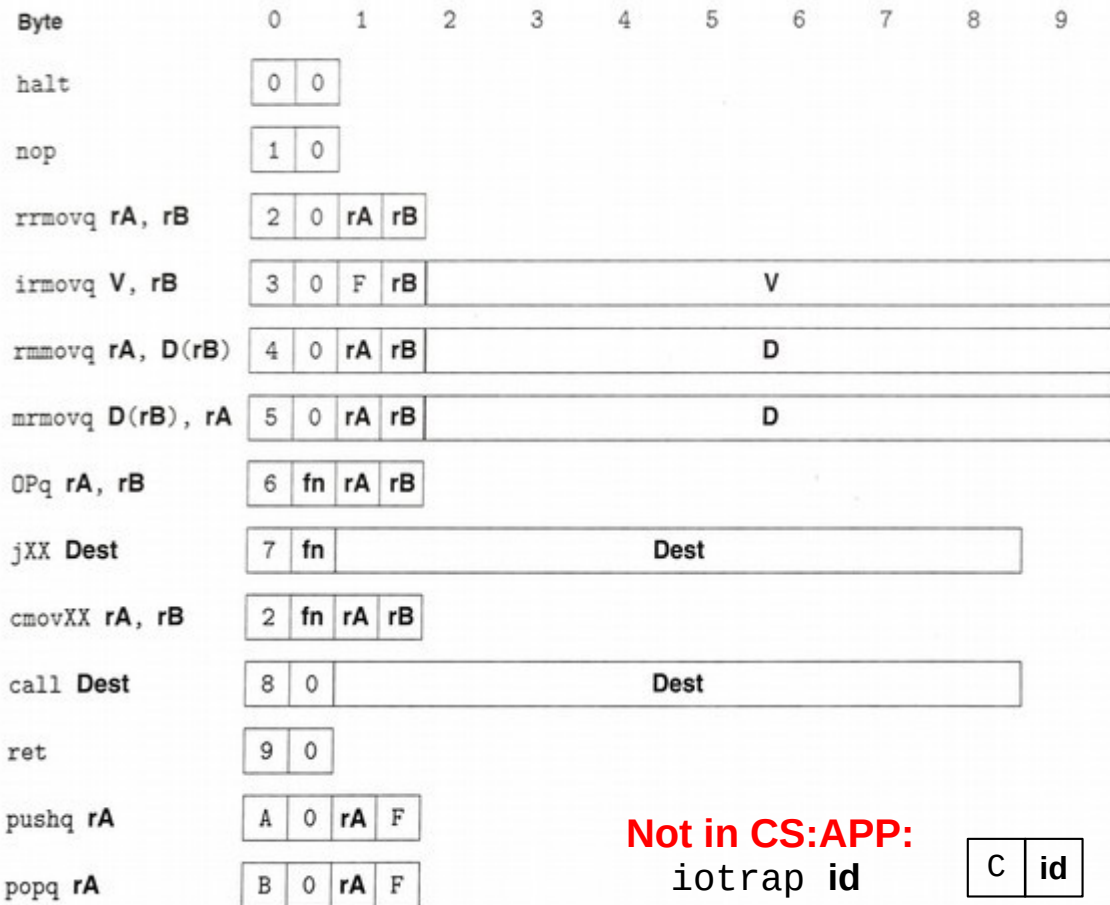 Byte 0 1 2 3 4 5 6 7 8 9
halt 0 0
nop 1 0
rrmovq rA, rB 2 0 rA rB
irmovq V, rB 3 0 F rB V
rmmovq rA, D(rB) 4 0 rA rB D
mrmovq D(rB), rA 5 0 rA rB D
OPq rA, rB 6 fn rA rB
jXX Dest 7 fn Dest
cmovXX rA, rB 2 fn rA rB
call Dest 8 0 Dest
ret 9 0
pushq rA A 0 rA F
popq rA B 0 rA F
Not in CS:APP:
iotrap id C id